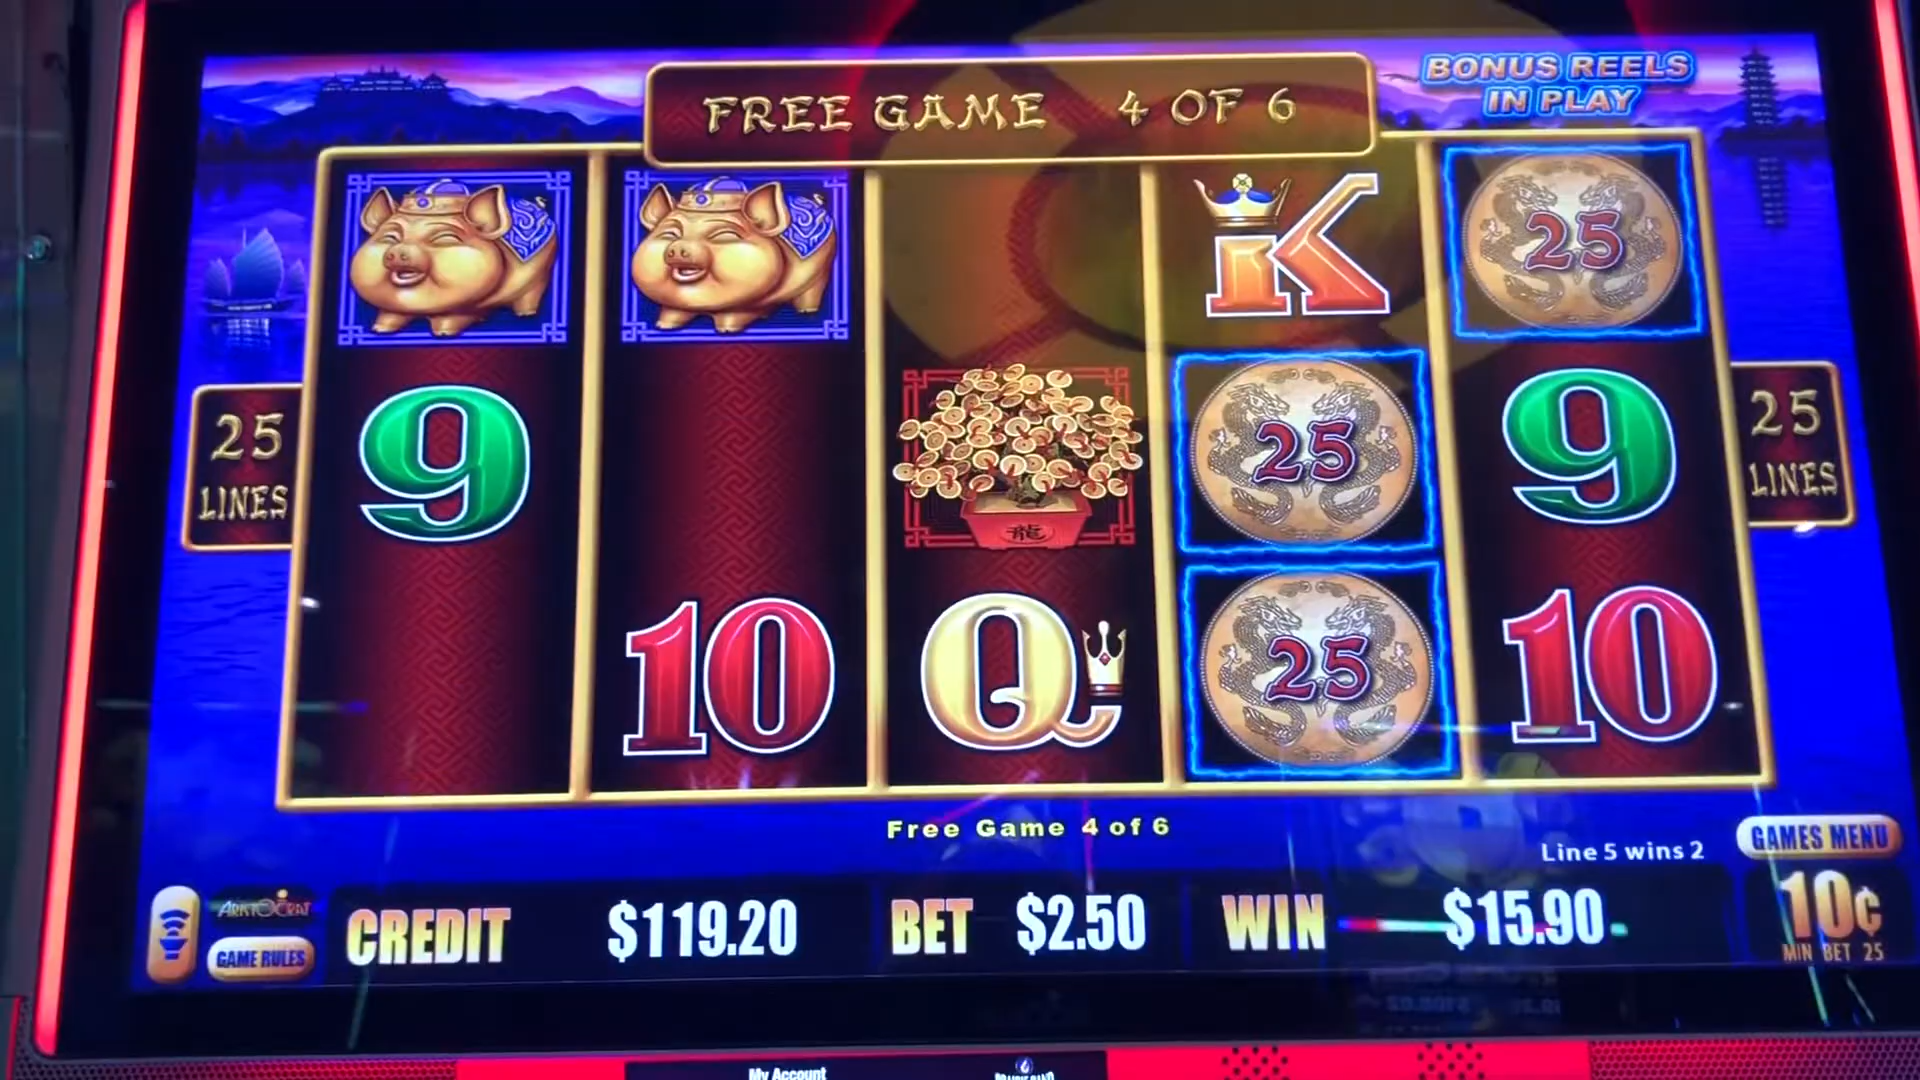 BONUS REELS
IN PLAY
FREE GAME 4 OF 6
K
25
25
LINES
9
25
9
25
LINES
龍
10
Q
25
10
Free Game 4 of 6
Line 5 wins 2
GAMES MENU
ARISTOCRAT
GAME RULES
CREDIT $119.20
BET $2.50
WIN $15.90
10¢
MIN BET 25
My Account